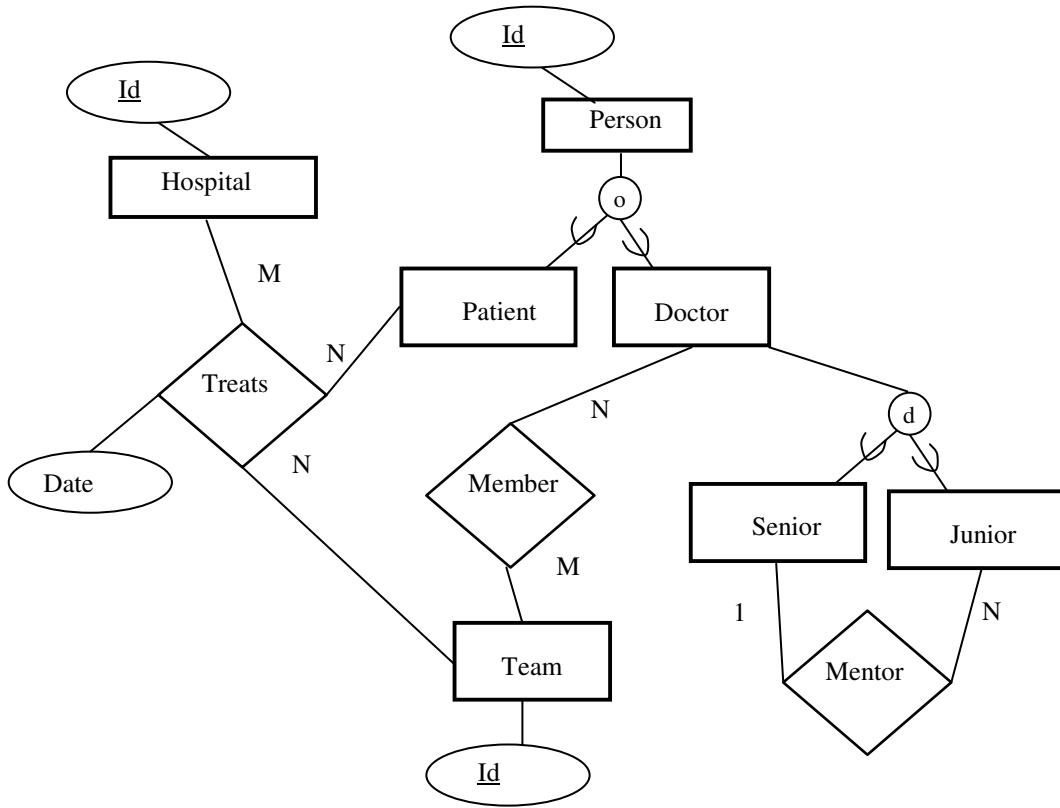 Id
Id
Person
Hospital
o
M
Patient
Doctor
N
Treats
N
d
N
Date
Member
Senior
Junior
M
1
N
Team
Mentor
Id